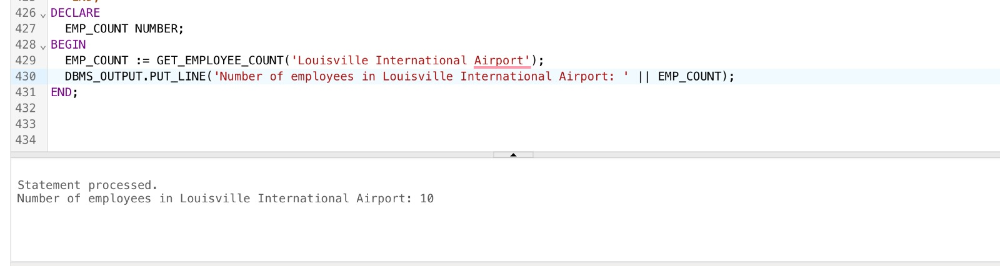 426 DECLARE
427 EMP_COUNT NUMBER;
428 BEGIN
429 EMP_COUNT := GET_EMPLOYEE_COUNT('Louisville International Airport');
430 DBMS_OUTPUT.PUT_LINE('Number of employees in Louisville International Airport: ' || EMP_COUNT);
431 END;
432
433
434
Statement processed.
Number of employees in Louisville International Airport: 10